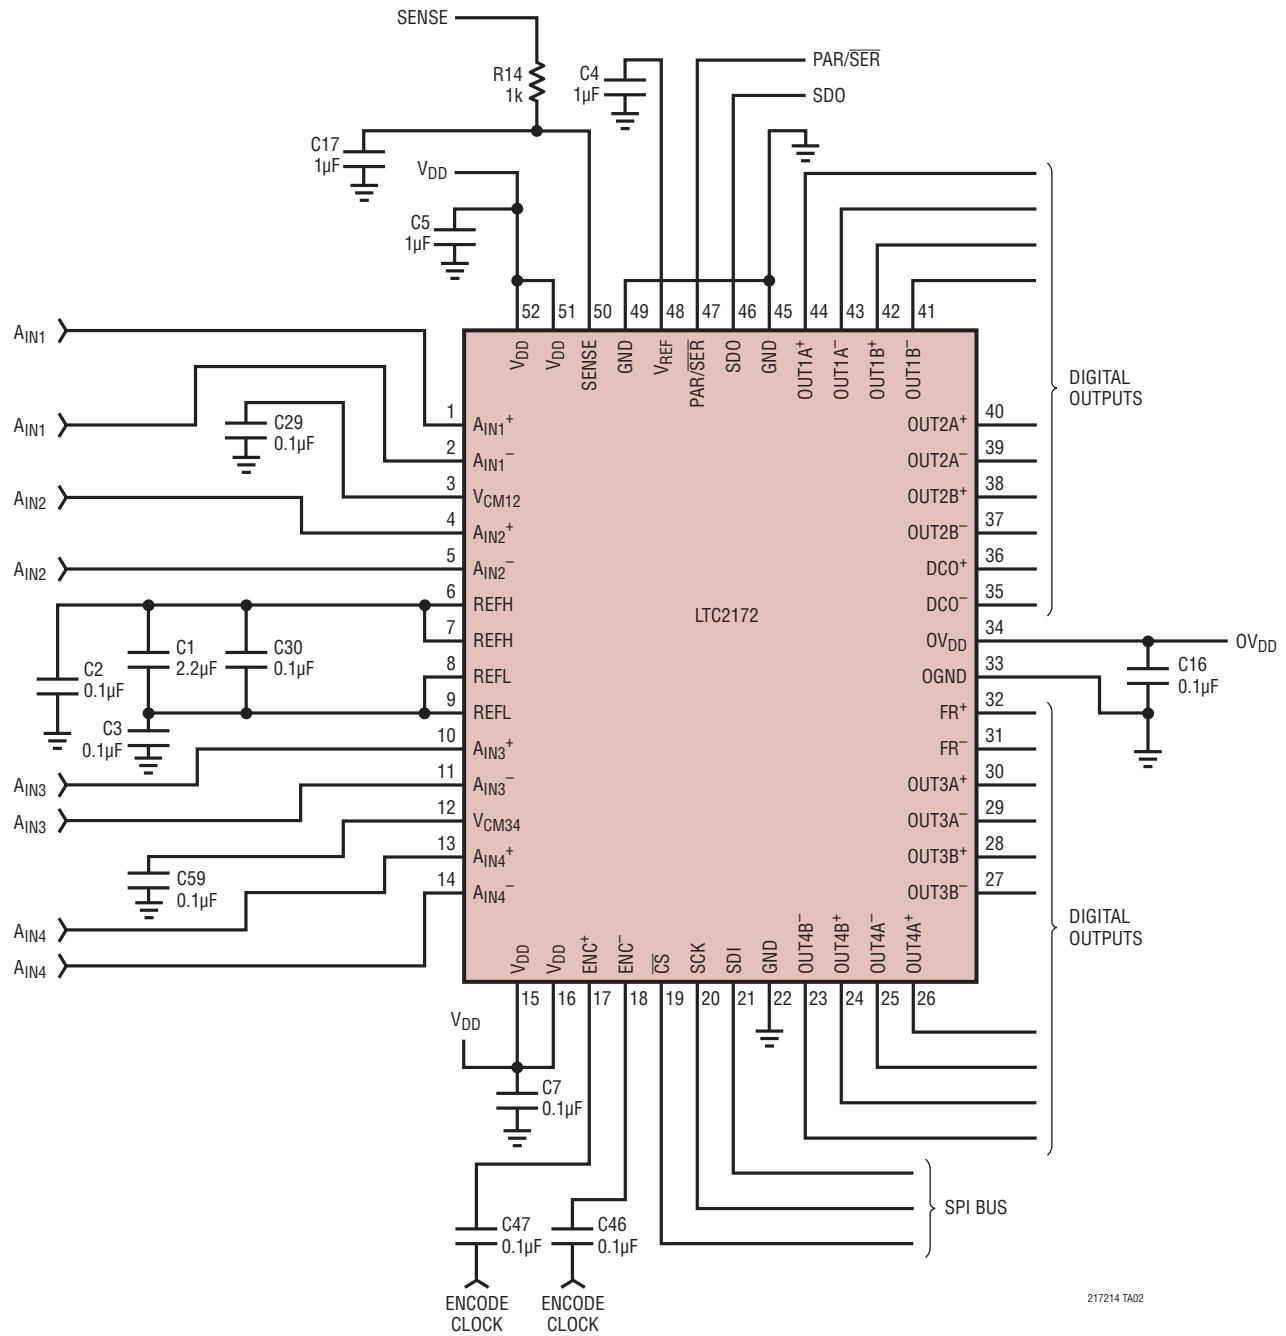 SENSE
R14
1k
C4
1µF
PAR/SER
SDO
C17
1µF
VDD
C5
1µF
52
51
50
49
48
47
46
45
44
43
42
41
VDD
VDD
SENSE
GND
VREF
PAR/SER
SDO
GND
OUT1A+
OUT1A–
OUT1B+
OUT1B–
DIGITAL
OUTPUTS
AIN1
AIN1
C29
0.1µF
AIN2
AIN2
C2
0.1µF
C1
2.2µF
C30
0.1µF
C3
0.1µF
AIN3
AIN3
C59
0.1µF
AIN4
AIN4
1
AIN1+
2
AIN1–
3
VCM12
4
AIN2+
5
AIN2–
6
REFH
7
REFH
8
REFL
9
REFL
10
AIN3+
11
AIN3–
12
VCM34
13
AIN4+
14
AIN4–
LTC2172
OUT2A+
40
OUT2A–
39
OUT2B+
38
OUT2B–
37
DCO+
36
DCO–
35
OVDD
34
OGND
33
FR+
32
FR–
31
OUT3A+
30
OUT3A–
29
OUT3B+
28
OUT3B–
27
OVDD
C16
0.1µF
DIGITAL
OUTPUTS
VDD
VDD
ENC+
ENC–
CS
SCK
SDI
GND
OUT4B–
OUT4B+
OUT4A–
OUT4A+
15
16
17
18
19
20
21
22
23
24
25
26
VDD
C7
0.1µF
C47
0.1µF
C46
0.1µF
SPI BUS
ENCODE
CLOCK
ENCODE
CLOCK
217214 TA02